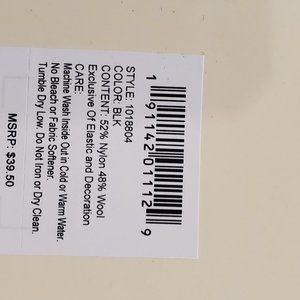 STYLE: 1018804
COLOR: BLK
CONTENT: 52% Nylon 48% Wool
Exclusive Of Elastic and Decoration
CARE:
Machine Wash Inside Out in Cold or Warm Water.
No Bleach or Fabric Softener.
Tumble Dry Low. Do Not Iron or Dry Clean.
MSRP: $39.50
1 91142 01112 9